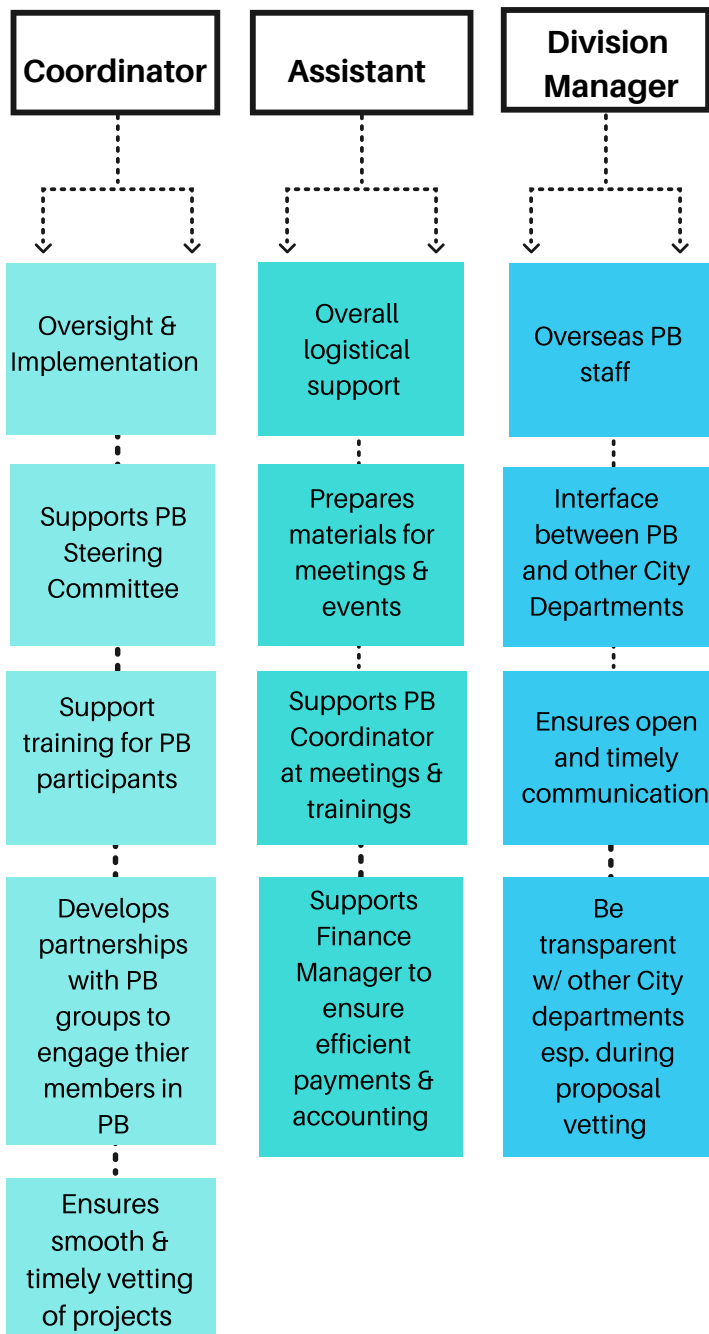 Coordinator
Oversight &
Implementation
Supports PB
Steering
Committee
Support
training for PB
participants
Develops
partnerships
with PB
groups to
engage thier
members in
PB
Ensures
smooth &
timely vetting
of projects
Assistant
Overall
logistical
support
Prepares
materials for
meetings &
events
Supports PB
Coordinator
at meetings &
trainings
Supports
Finance
Manager to
ensure
efficient
payments &
accounting
Division
Manager
Overseas PB
staff
Interface
between PB
and other City
Departments
Ensures open
and timely
communication
Be
transparent
w/ other City
departments
esp. during
proposal
vetting